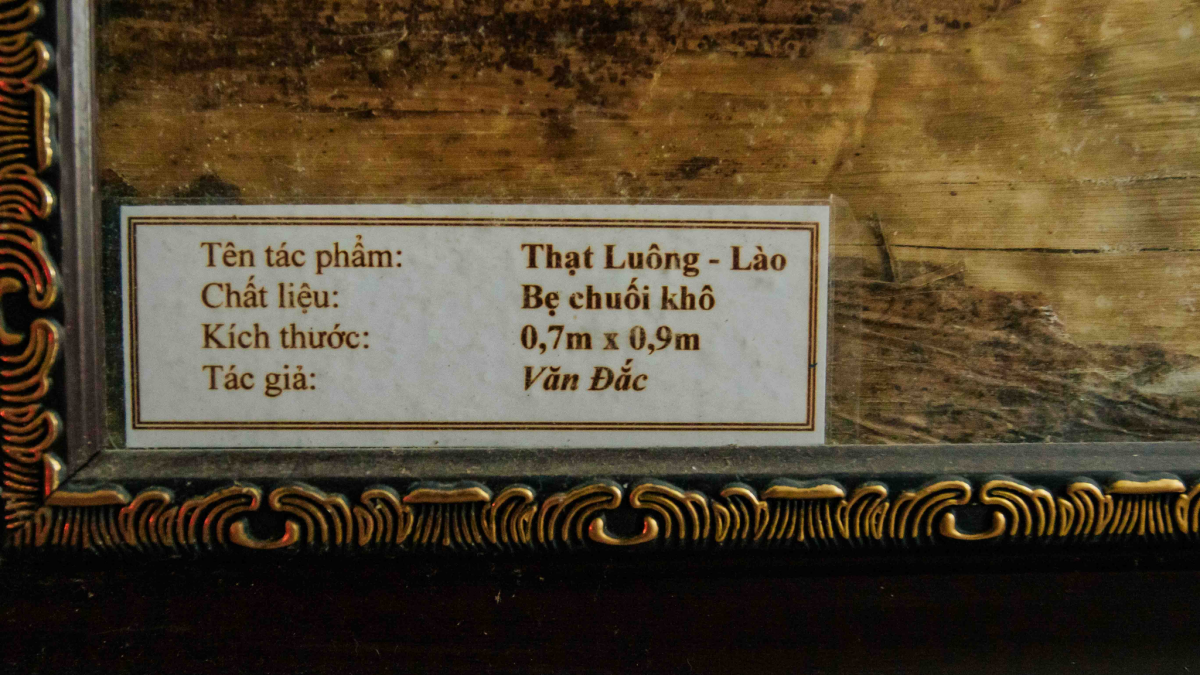 Tên tác phẩm: Thạt Luông - Lào
Chất liệu: Bẹ chuối khô
Kích thước: 0,7m x 0,9m
Tác giả: Văn Đắc